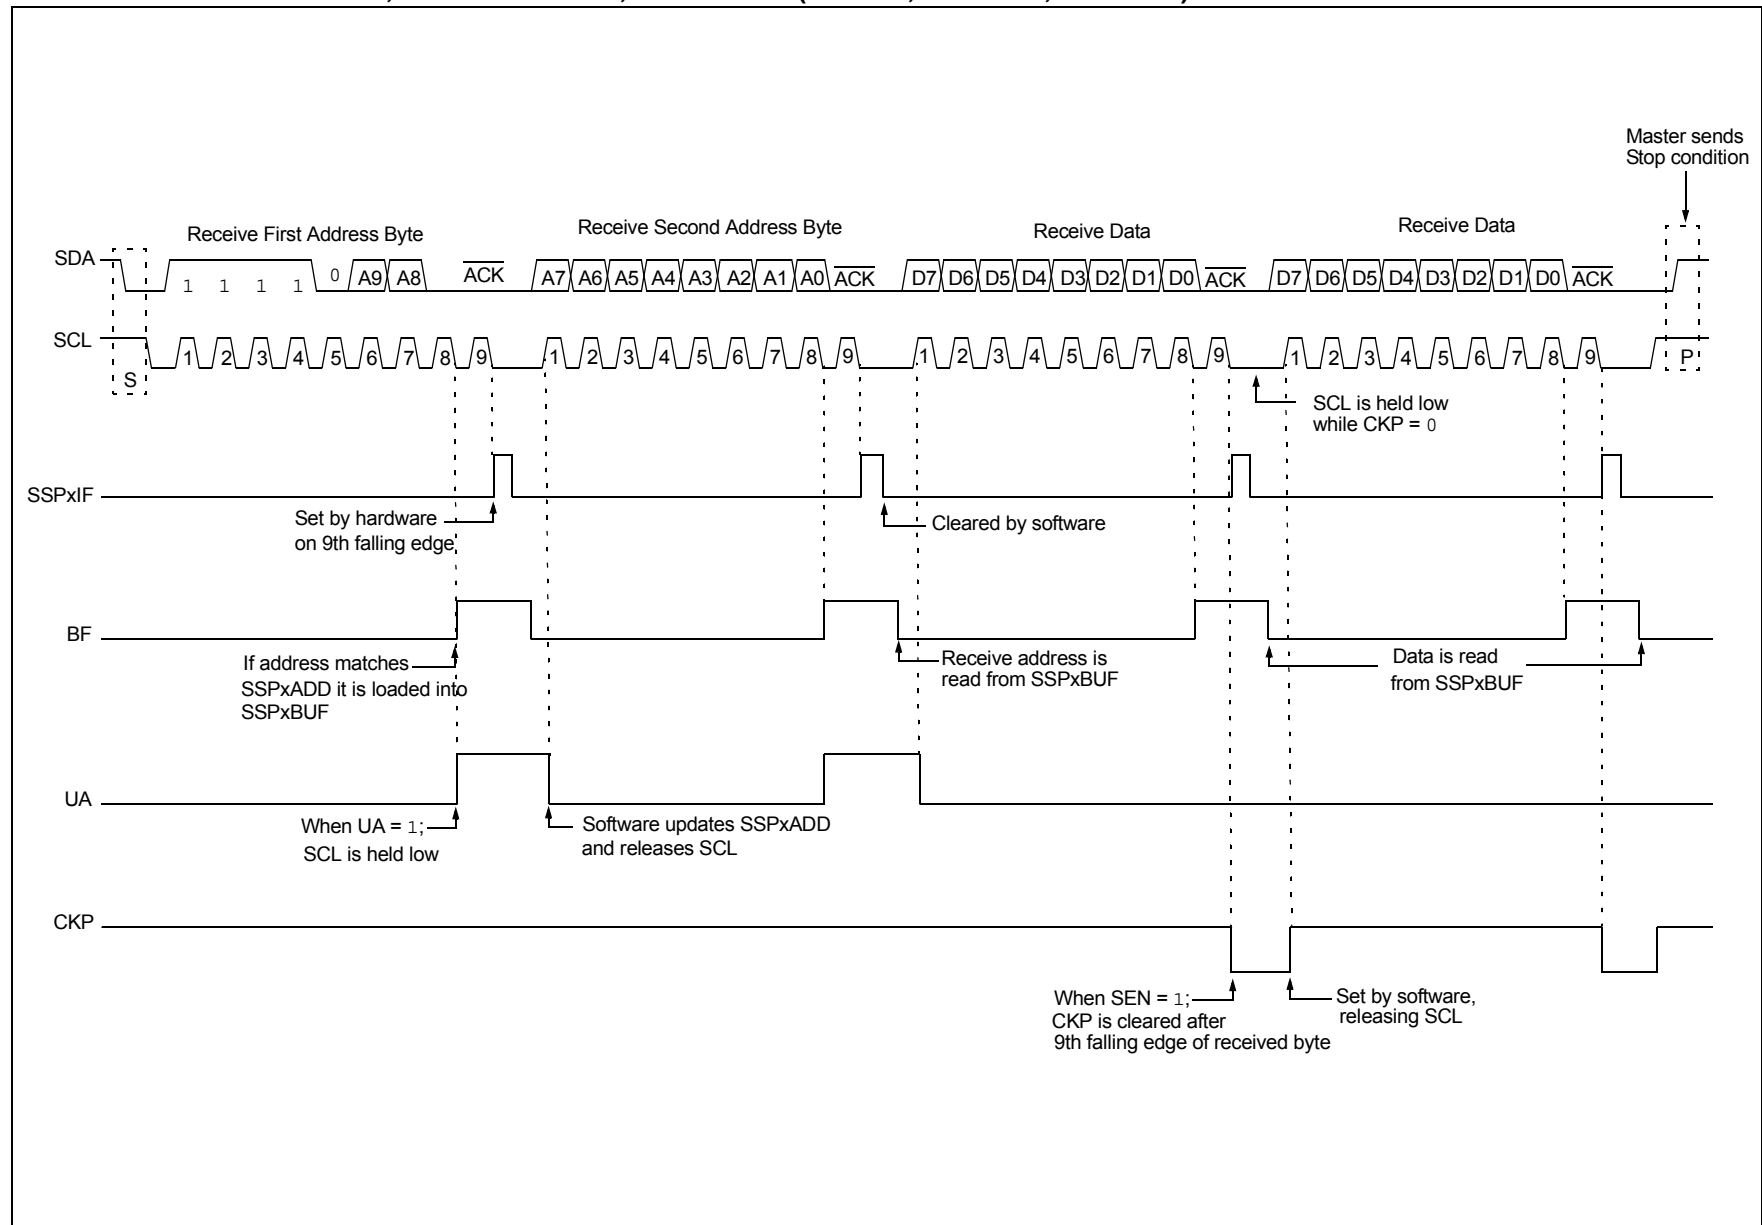 Master sends
Stop condition
Receive First Address Byte
Receive Second Address Byte
Receive Data
Receive Data
SDA
1 1 1 1 0 A9 A8 ACK A7 A6 A5 A4 A3 A2 A1 A0 ACK D7 D6 D5 D4 D3 D2 D1 D0 ACK D7 D6 D5 D4 D3 D2 D1 D0 ACK
SCL
S 1 2 3 4 5 6 7 8 9 1 2 3 4 5 6 7 8 9 1 2 3 4 5 6 7 8 9 1 2 3 4 5 6 7 8 9 P
SCL is held low
while CKP = 0
SSPxIF
Set by hardware
on 9th falling edge
Cleared by software
BF
If address matches
SSPxADD it is loaded into
SSPxBUF
Receive address is
read from SSPxBUF
Data is read
from SSPxBUF
UA
When UA = 1;
SCL is held low
Software updates SSPxADD
and releases SCL
CKP
When SEN = 1;
CKP is cleared after
9th falling edge of received byte
Set by software,
releasing SCL